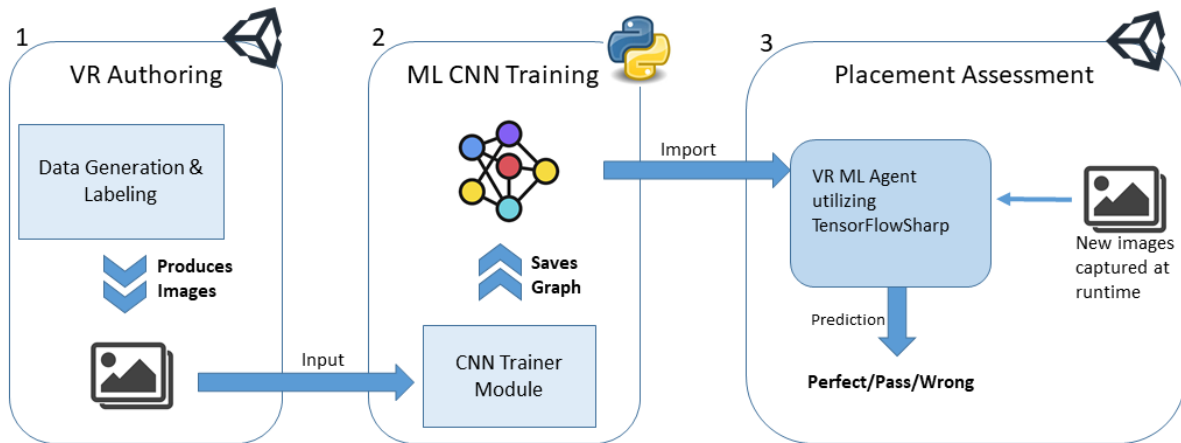 1
VR Authoring
Data Generation &
Labeling
Produces
Images
Input
2
ML CNN Training
Saves
Graph
CNN Trainer
Module
Import
3
Placement Assessment
VR ML Agent
utilizing
TensorFlowSharp
New images
captured at
runtime
Prediction
Perfect/Pass/Wrong